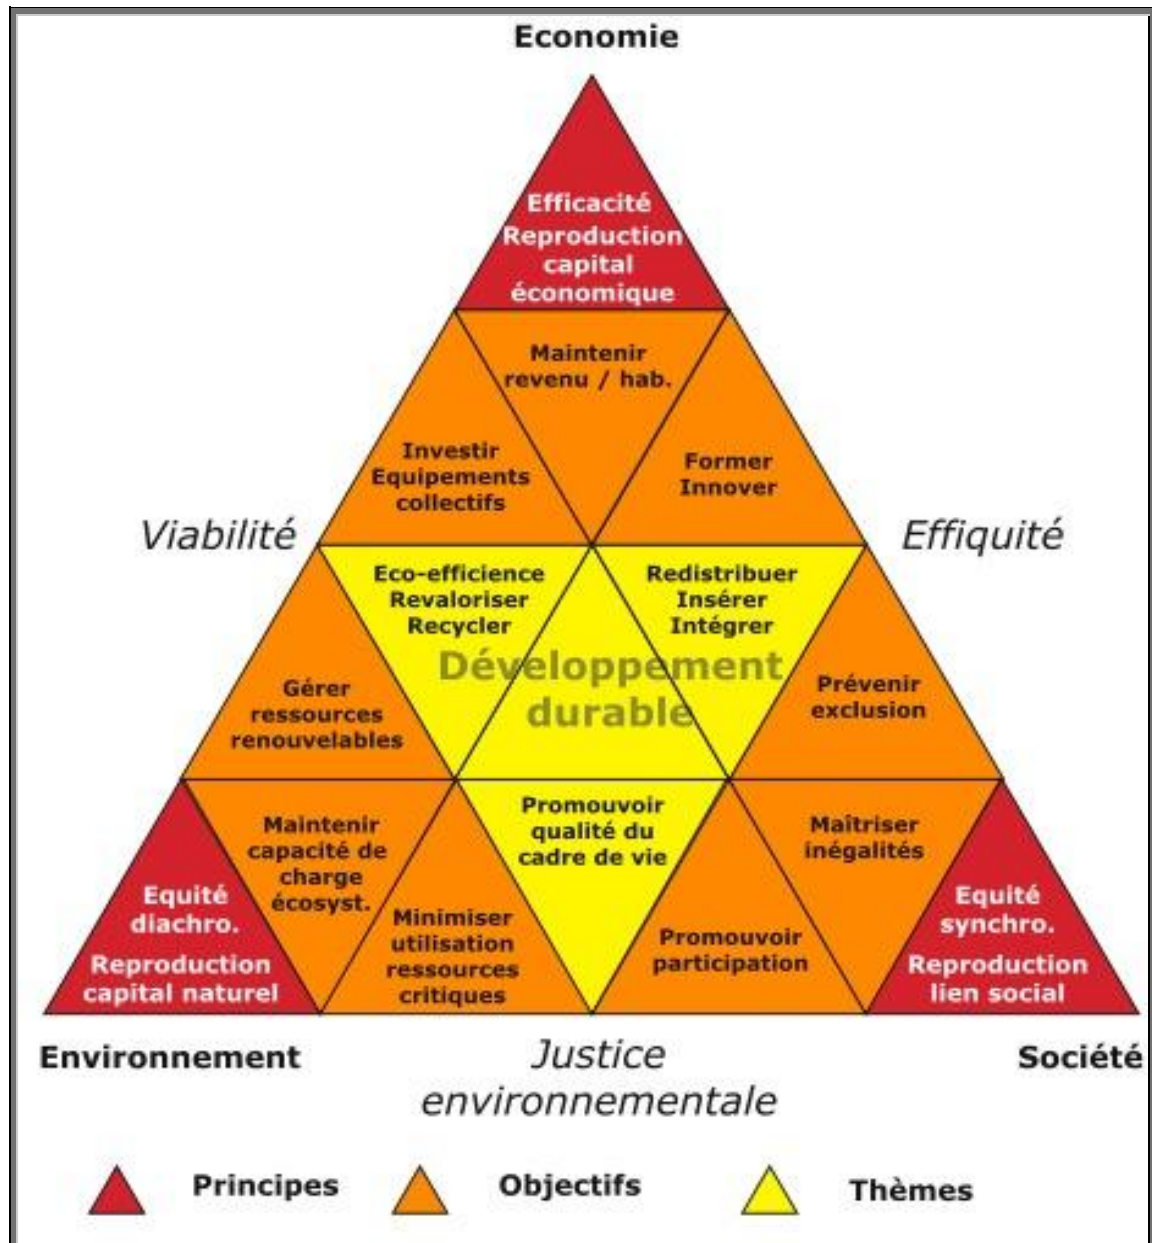 Economie
Efficacité
Reproduction
capital
économique
Maintenir
revenu / hab.
Investir
Equipements
collectifs
Former
Innover
Viabilité
Effiquité
Eco-efficience
Revaloriser
Recycler
Redistribuer
Insérer
Intégrer
Développement
durable
Gérer
ressources
renouvelables
Prévenir
exclusion
Maintenir
capacité de
charge
écosyst.
Promouvoir
qualité du
cadre de vie
Maîtriser
inégalités
Equité
diachro.
Reproduction
capital naturel
Minimiser
utilisation
ressources
critiques
Promouvoir
participation
Equité
synchro.
Reproduction
lien social
Environnement
Justice
environnementale
Société
Principes
Objectifs
Thèmes